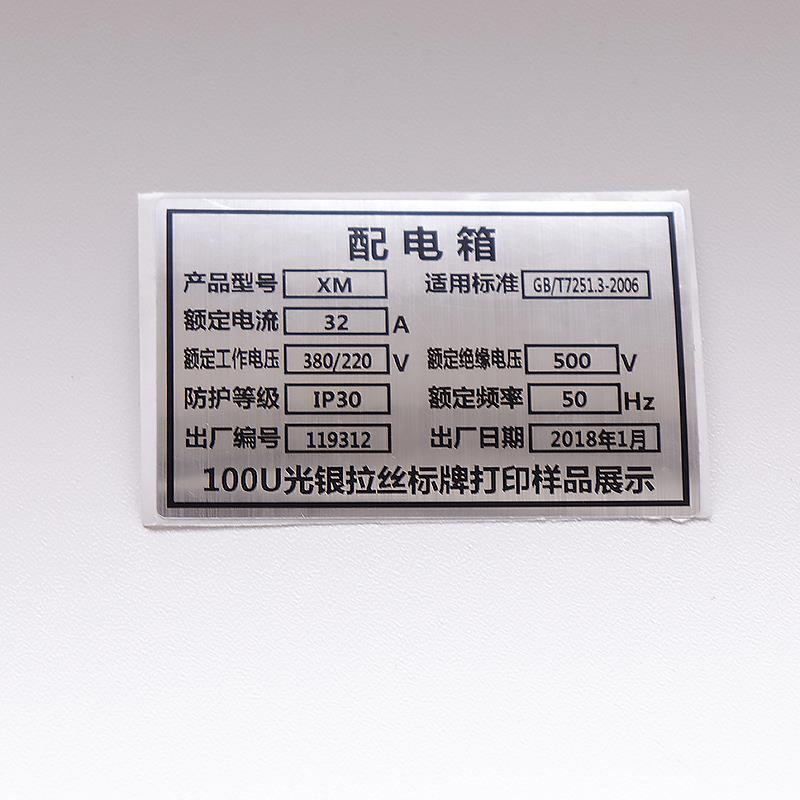 配电箱
产品型号 XM 适用标准 GB/T7251.3-2006
额定电流 32 A
额定工作电压 380/220 V 额定绝缘电压 500 V
防护等级 IP30 额定频率 50 Hz
出厂编号 119312 出厂日期 2018年1月
100U光银拉丝标牌打印样品展示